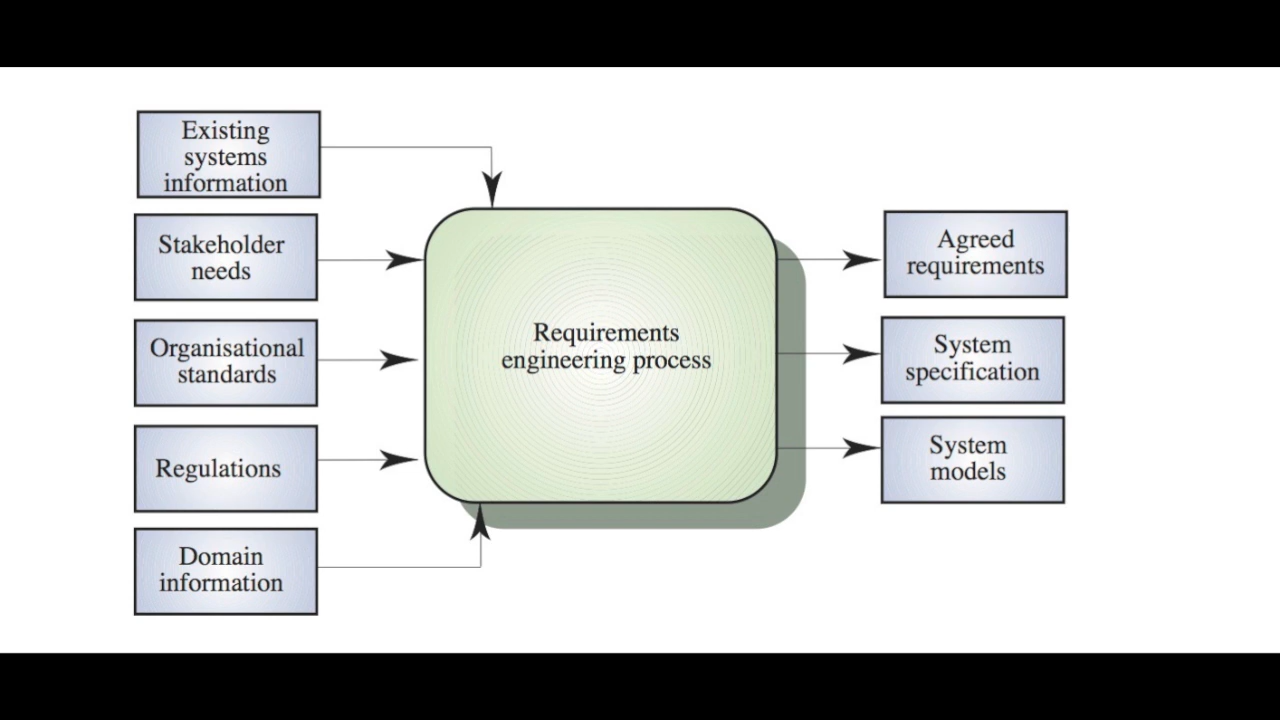 Existing
systems
information
Stakeholder
needs
Organisational
standards
Regulations
Domain
information
Requirements
engineering process
Agreed
requirements
System
specification
System
models